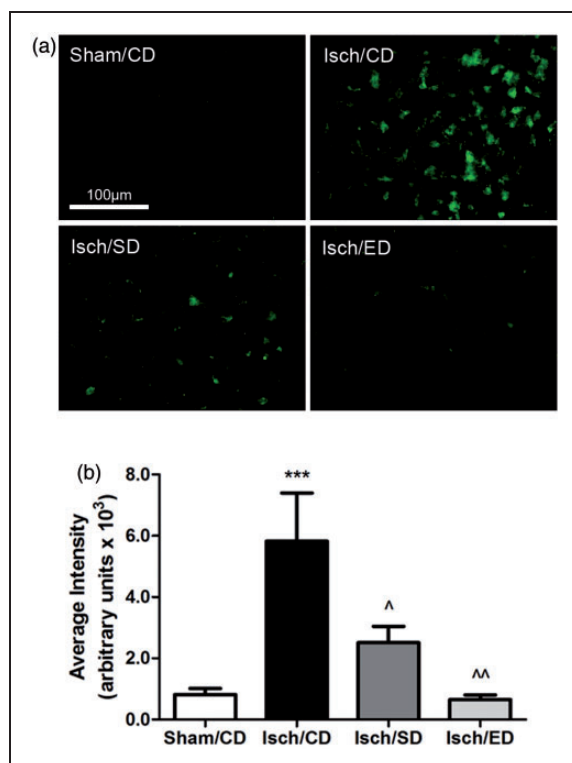 (a)
Sham/CD
Isch/CD
100µm
Isch/SD
Isch/ED
(b)
Average Intensity
(arbitrary units x 10³)
8.0
6.0
4.0
2.0
0.0
***
^
^^
Sham/CD Isch/CD Isch/SD Isch/ED